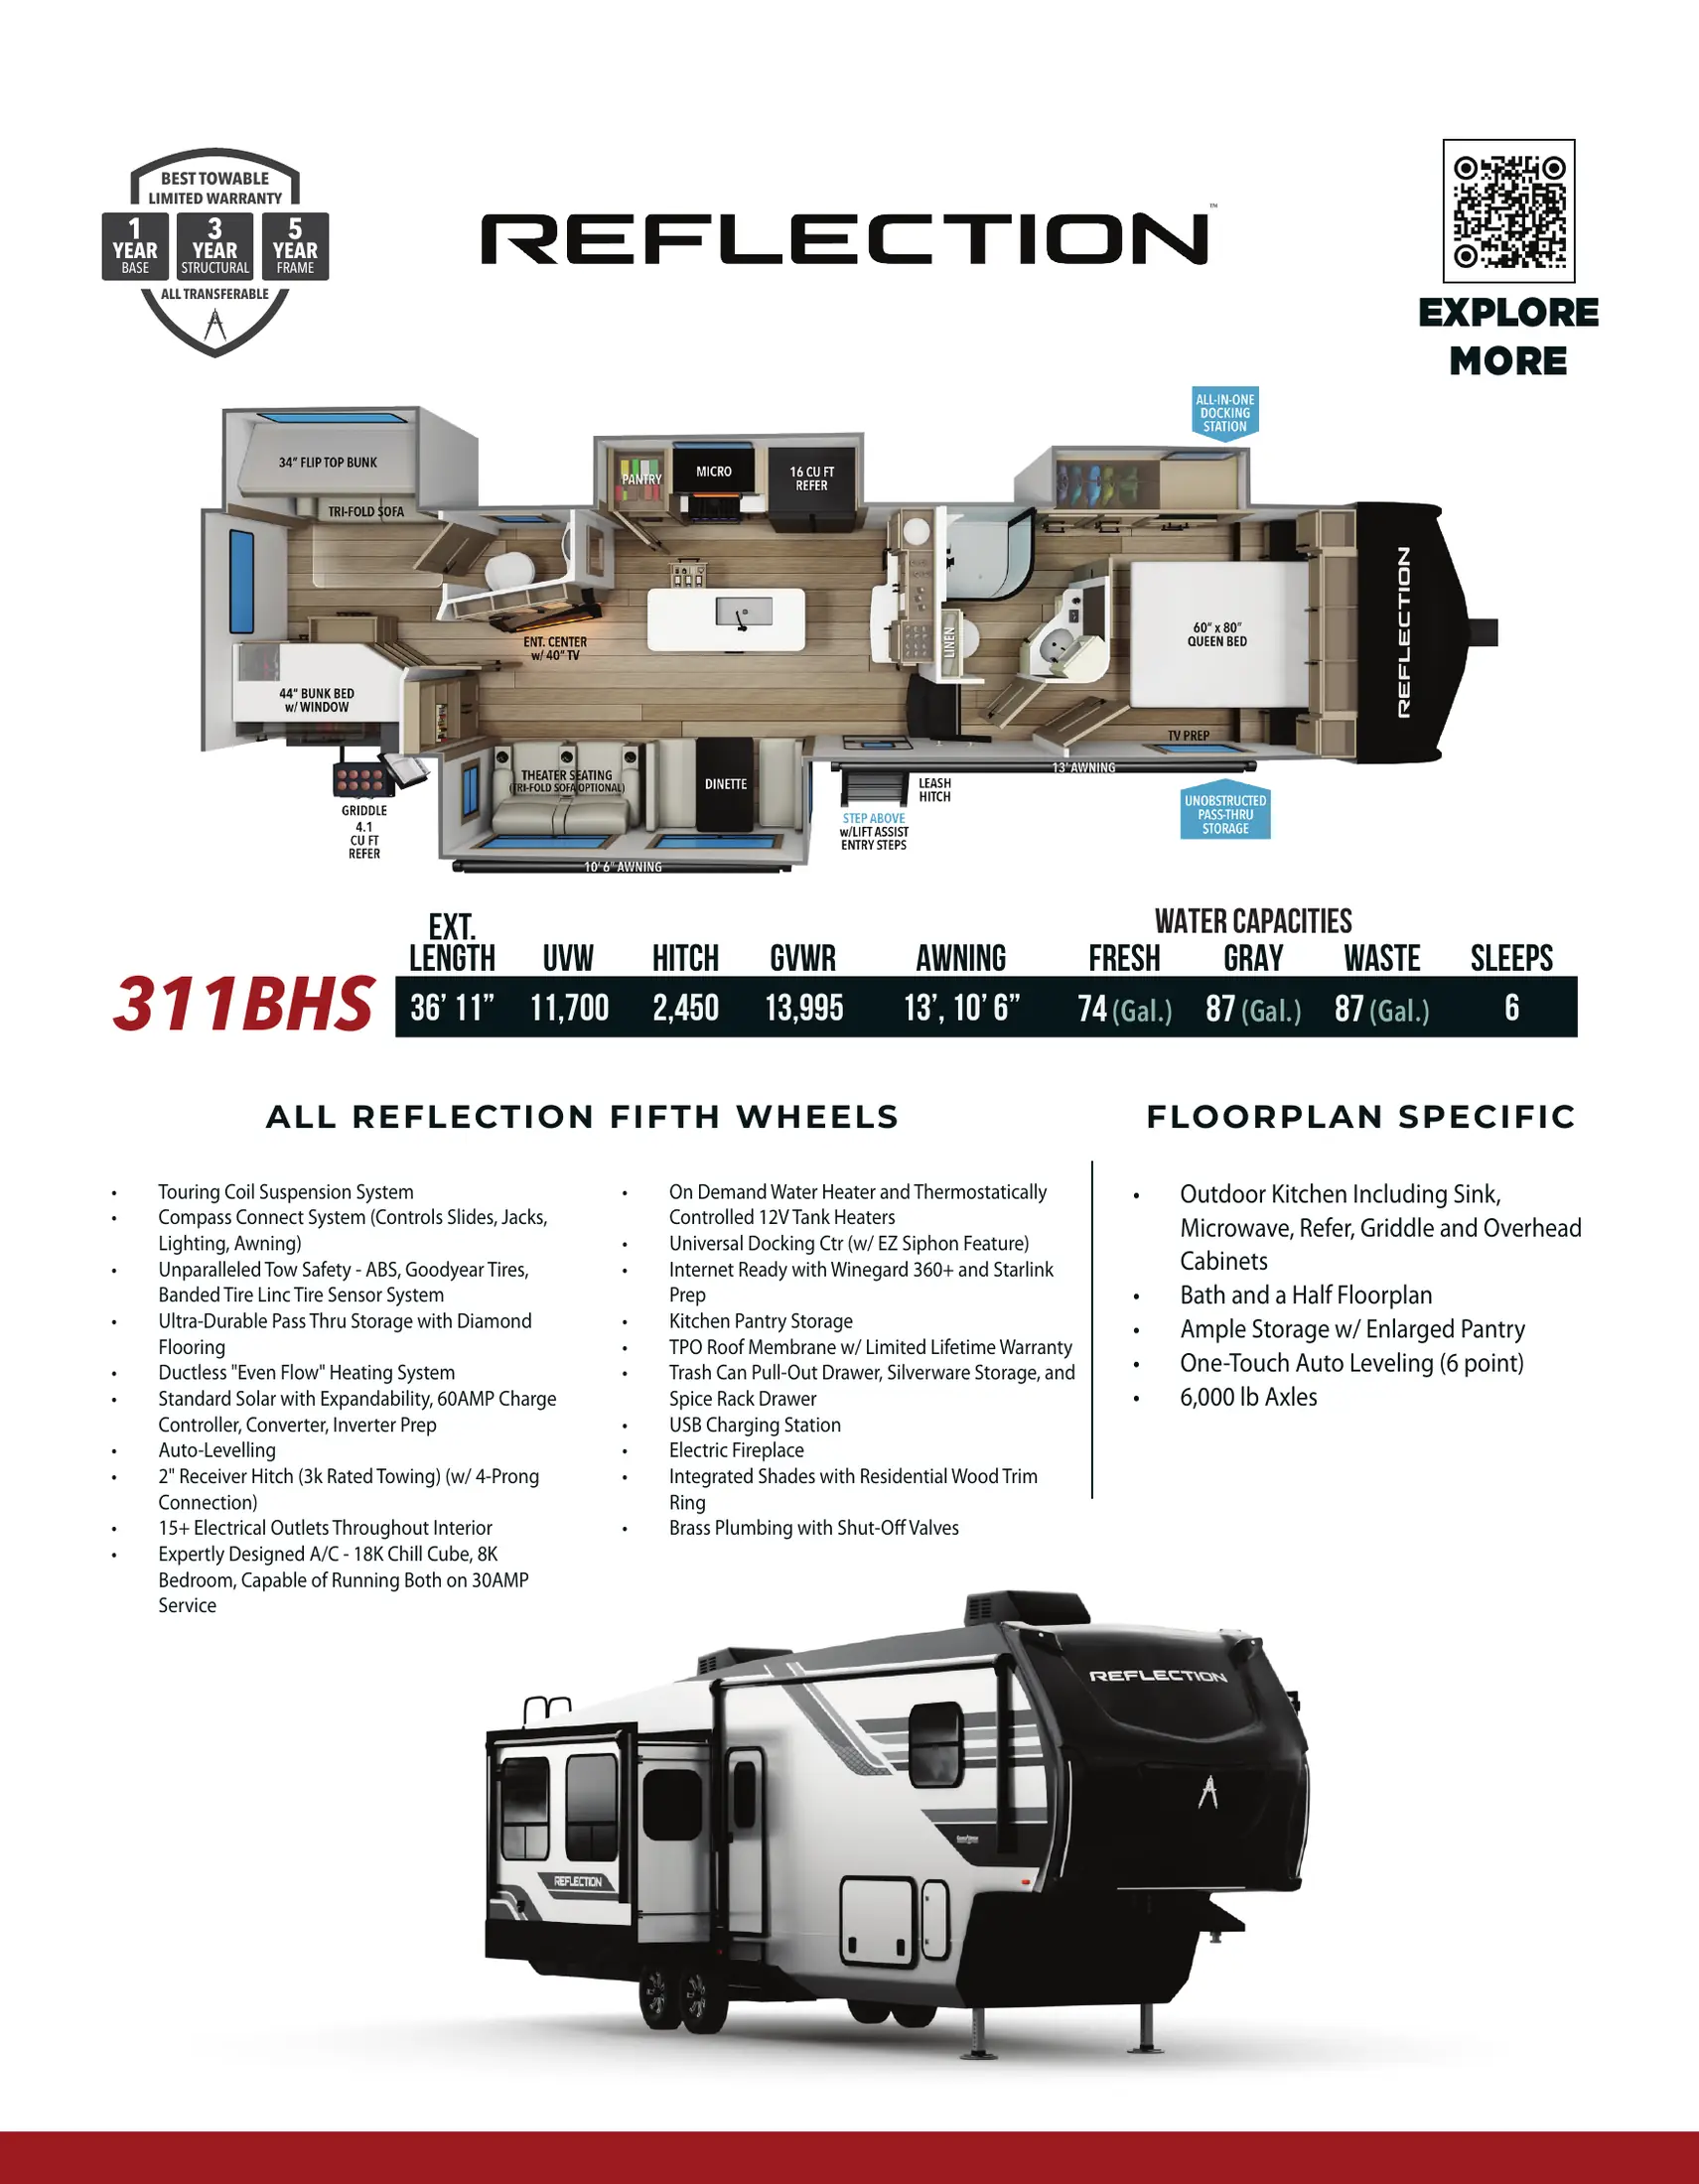 BEST TOWABLE
LIMITED WARRANTY
1 YEAR BASE
3 YEAR STRUCTURAL
5 YEAR FRAME
ALL TRANSFERABLE
REFLECTION™
EXPLORE
MORE
ALL-IN-ONE
DOCKING
STATION
34" FLIP TOP BUNK
TRI-FOLD SOFA
PANTRY
MICRO
16 CU FT
REFER
ENT. CENTER
w/ 40" TV
LINEN
60" x 80"
QUEEN BED
REFLECTION
44" BUNK BED
w/ WINDOW
TV PREP
THEATER SEATING
(TRI-FOLD SOFA OPTIONAL)
DINETTE
13' AWNING
LEASH
HITCH
GRIDDLE
4.1
CU FT
REFER
STEP ABOVE
w/LIFT ASSIST
ENTRY STEPS
UNOBSTRUCTED
PASS-THRU
STORAGE
10' 6" AWNING
WATER CAPACITIES
EXT.
LENGTH UVW HITCH GVWR AWNING FRESH GRAY WASTE SLEEPS
311BHS 36' 11" 11,700 2,450 13,995 13', 10' 6" 74 (Gal.) 87 (Gal.) 87 (Gal.) 6
ALL REFLECTION FIFTH WHEELS
• Touring Coil Suspension System
• Compass Connect System (Controls Slides, Jacks,
Lighting, Awning)
• Unparalleled Tow Safety - ABS, Goodyear Tires,
Banded Tire Linc Tire Sensor System
• Ultra-Durable Pass Thru Storage with Diamond
Flooring
• Ductless "Even Flow" Heating System
• Standard Solar with Expandability, 60AMP Charge
Controller, Converter, Inverter Prep
• Auto-Levelling
• 2" Receiver Hitch (3k Rated Towing) (w/ 4-Prong
Connection)
• 15+ Electrical Outlets Throughout Interior
• Expertly Designed A/C - 18K Chill Cube, 8K
Bedroom, Capable of Running Both on 30AMP
Service
• On Demand Water Heater and Thermostatically
Controlled 12V Tank Heaters
• Universal Docking Ctr (w/ EZ Siphon Feature)
• Internet Ready with Winegard 360+ and Starlink
Prep
• Kitchen Pantry Storage
• TPO Roof Membrane w/ Limited Lifetime Warranty
• Trash Can Pull-Out Drawer, Silverware Storage, and
Spice Rack Drawer
• USB Charging Station
• Electric Fireplace
• Integrated Shades with Residential Wood Trim
Ring
• Brass Plumbing with Shut-Off Valves
FLOORPLAN SPECIFIC
• Outdoor Kitchen Including Sink,
Microwave, Refer, Griddle and Overhead
Cabinets
• Bath and a Half Floorplan
• Ample Storage w/ Enlarged Pantry
• One-Touch Auto Leveling (6 point)
• 6,000 lb Axles
REFLECTION
REFLECTION